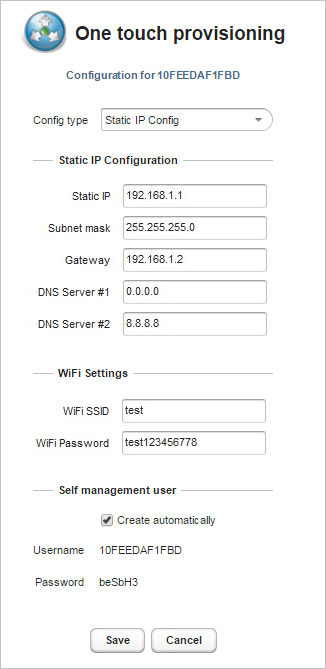 One touch provisioning
Configuration for 10FEEDAF1FBD
Config type Static IP Config
Static IP Configuration
Static IP 192.168.1.1
Subnet mask 255.255.255.0
Gateway 192.168.1.2
DNS Server #1 0.0.0.0
DNS Server #2 8.8.8.8
WiFi Settings
WiFi SSID test
WiFi Password test123456778
Self management user
Create automatically
Username 10FEEDAF1FBD
Password beSbH3
Save Cancel